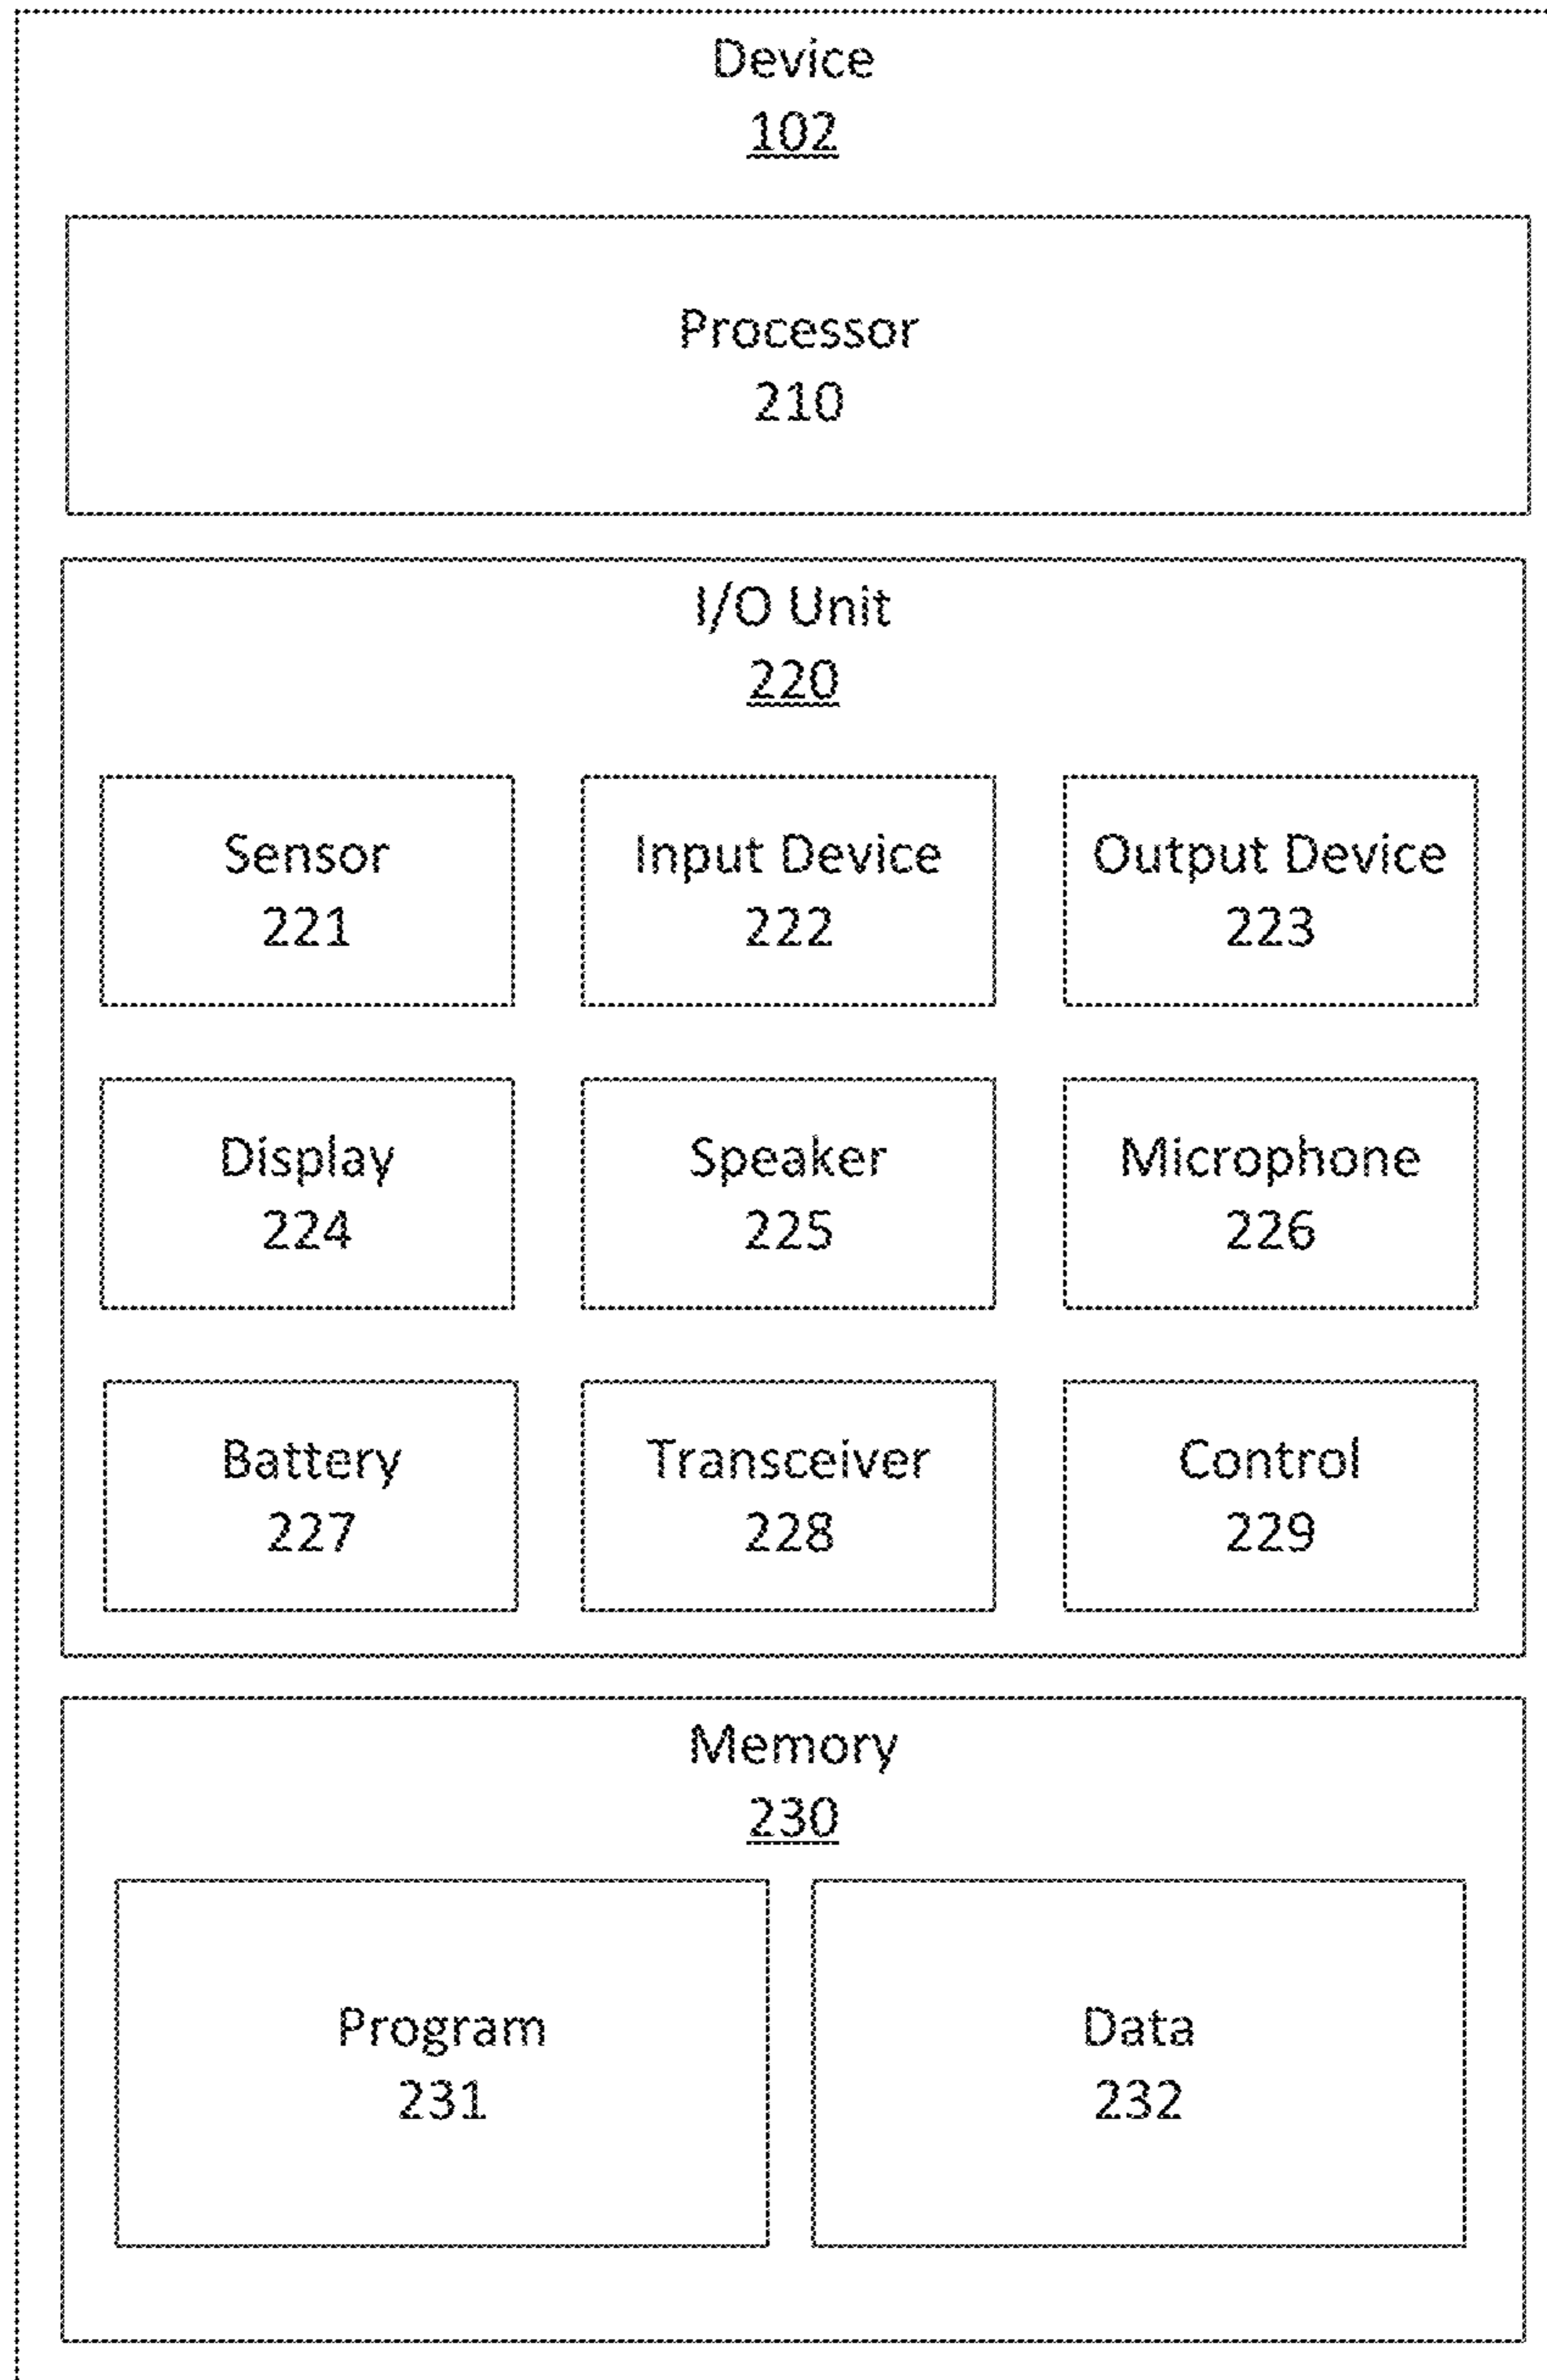 Device
102
Processor
210
I/O Unit
220
Sensor
221
Input Device
222
Output Device
223
Display
224
Speaker
225
Microphone
226
Battery
227
Transceiver
228
Control
229
Memory
230
Program
231
Data
232